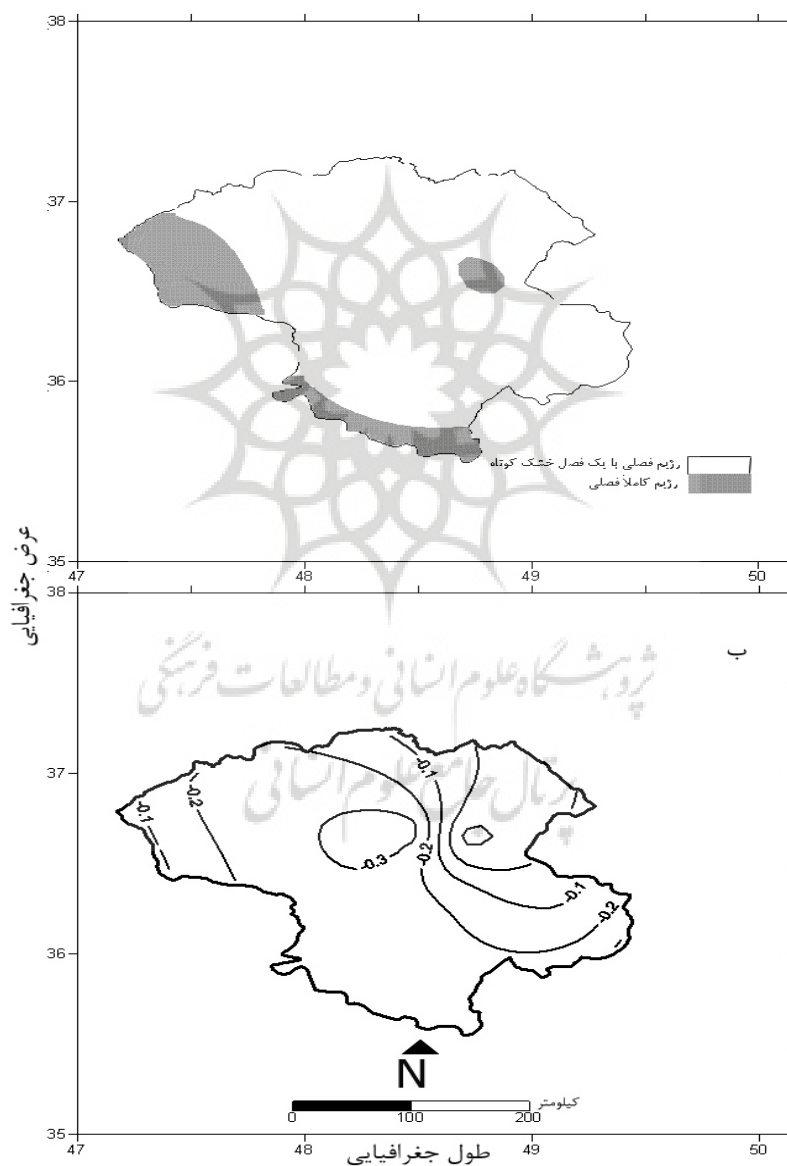 38
37
36
رژیم فصلی با یک فصل خشک کوتاه
رژیم کاملاً فصلی
35
47 48 49 50
عرض جغرافیایی
38
ب
پژوهشگاه علوم انسانی و مطالعات فرهنگی
پرتال جامع علوم انسانی
37
-0.1
-0.2
-0.1
-0.3
-0.2
-0.1
-0.2
36
N
کیلومتر
0 100 200
35
47 48 49 50
طول جغرافیایی